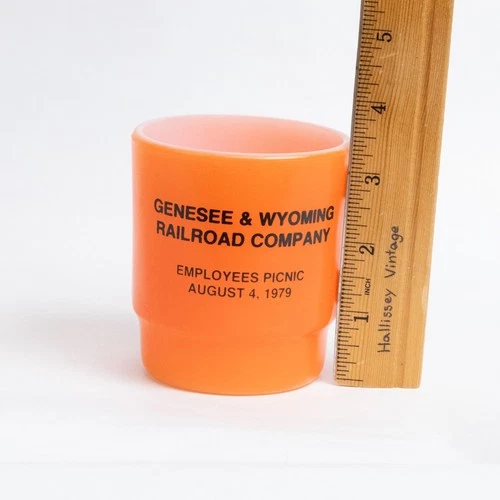 GENESEE & WYOMING
RAILROAD COMPANY
EMPLOYEES PICNIC
AUGUST 4, 1979
5
4
3
2
INCH
1
Hallissey Vintage